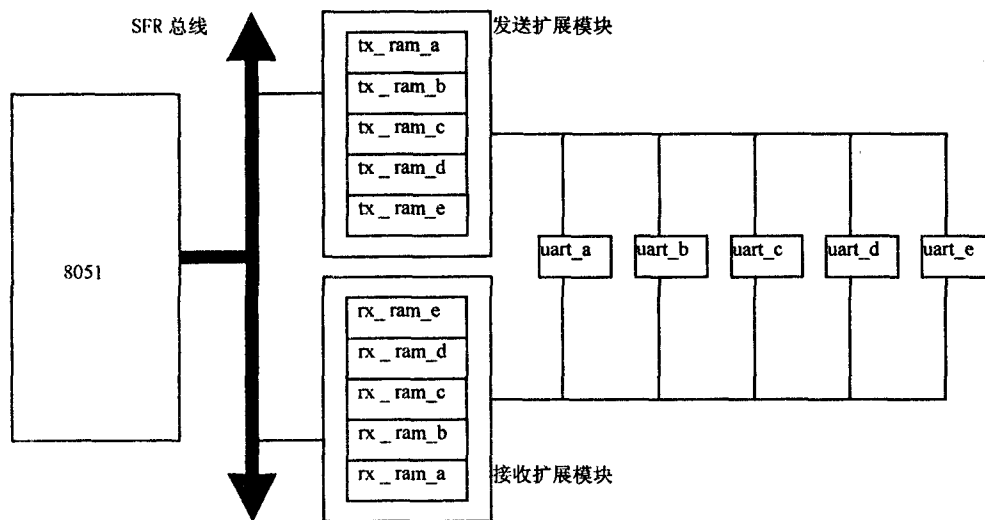 SFR 总线
发送扩展模块
tx_ ram_a
tx _ ram_b
tx _ ram_c
tx _ ram_d
tx _ ram_e
8051
uart_a
uart_b
uart_c
uart_d
uart_e
rx_ ram_e
rx _ ram_d
rx _ ram_c
rx _ ram_b
rx _ ram_a
接收扩展模块